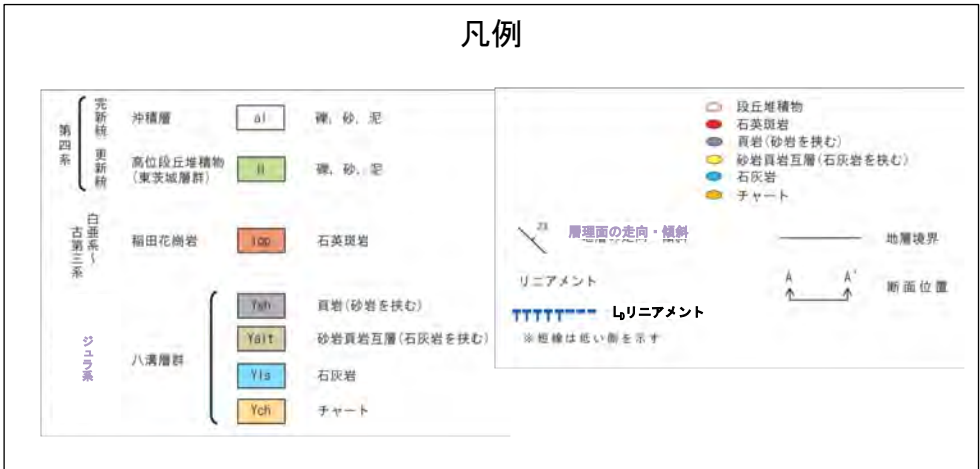 凡例
第四系
完新統
更新統
沖積層
al
礫, 砂, 泥
高位段丘堆積物
(東茨城層群)
礫, 砂, 泥
白亜系～
古第三系
稲田花崗岩
Iqp
石英斑岩
ジュラ系
八溝層群
Ysh
頁岩(砂岩を挟む)
Yalt
砂岩頁岩互層(石灰岩を挟む)
Yls
石灰岩
Ych
チャート
段丘堆積物
石英斑岩
頁岩(砂岩を挟む)
砂岩頁岩互層(石灰岩を挟む)
石灰岩
チャート
層理面の走向・傾斜
地層境界
リニアメント
A A'
断面位置
LDリニアメント
※短線は低い側を示す